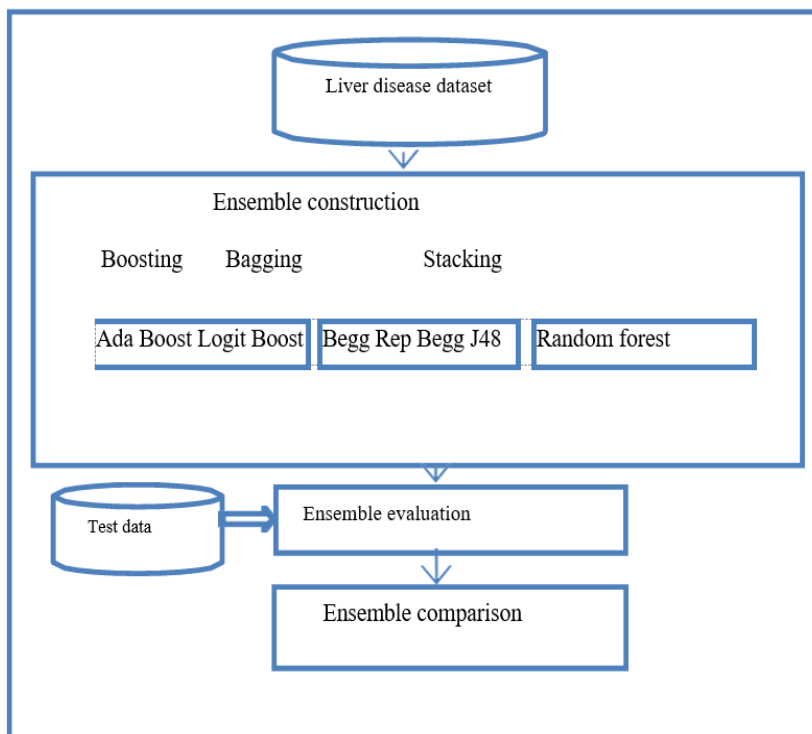 Liver disease dataset
Ensemble construction
Boosting Bagging Stacking
Ada Boost Logit Boost Begg Rep Begg J48 Random forest
Test data
Ensemble evaluation
Ensemble comparison